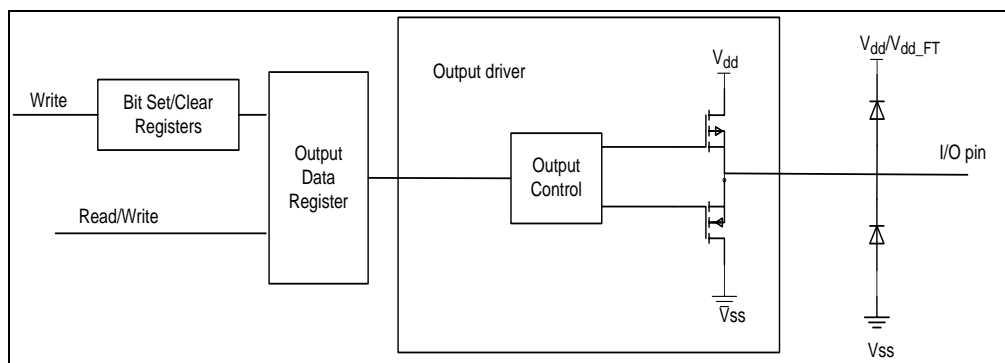 Write
Bit Set/Clear
Registers
Read/Write
Output
Data
Register
Output driver
Output
Control
Vdd
Vss
Vdd/Vdd_FT
I/O pin
Vss